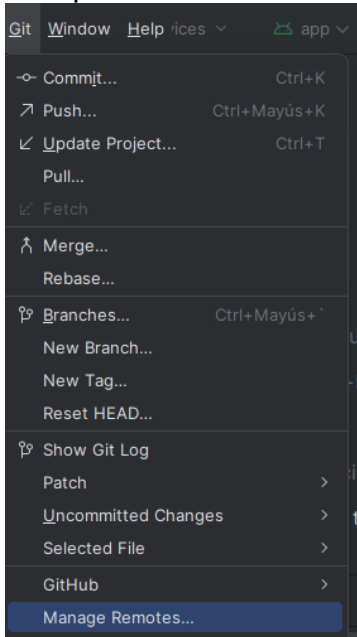 Git Window Help vices app
Commit... Ctrl+K
Push... Ctrl+Mayús+K
Update Project... Ctrl+T
Pull...
Fetch
Merge...
Rebase...
Branches... Ctrl+Mayús+`
New Branch...
New Tag...
Reset HEAD...
Show Git Log
Patch
Uncommitted Changes
Selected File
GitHub
Manage Remotes...